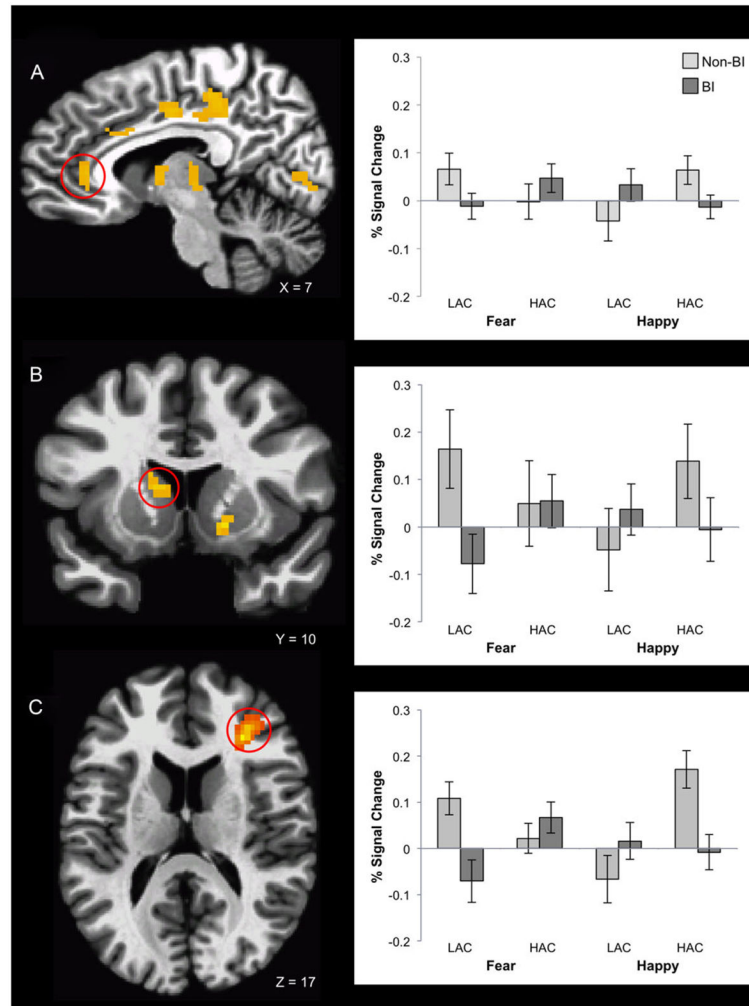 A
X = 7
Non-BI
BI
% Signal Change
0.3
0.2
0.1
0
-0.1
-0.2
LAC HAC LAC HAC
Fear Happy
B
Y = 10
% Signal Change
0.3
0.2
0.1
0
-0.1
-0.2
LAC HAC LAC HAC
Fear Happy
C
Z = 17
% Signal Change
0.3
0.2
0.1
0
-0.1
-0.2
LAC HAC LAC HAC
Fear Happy